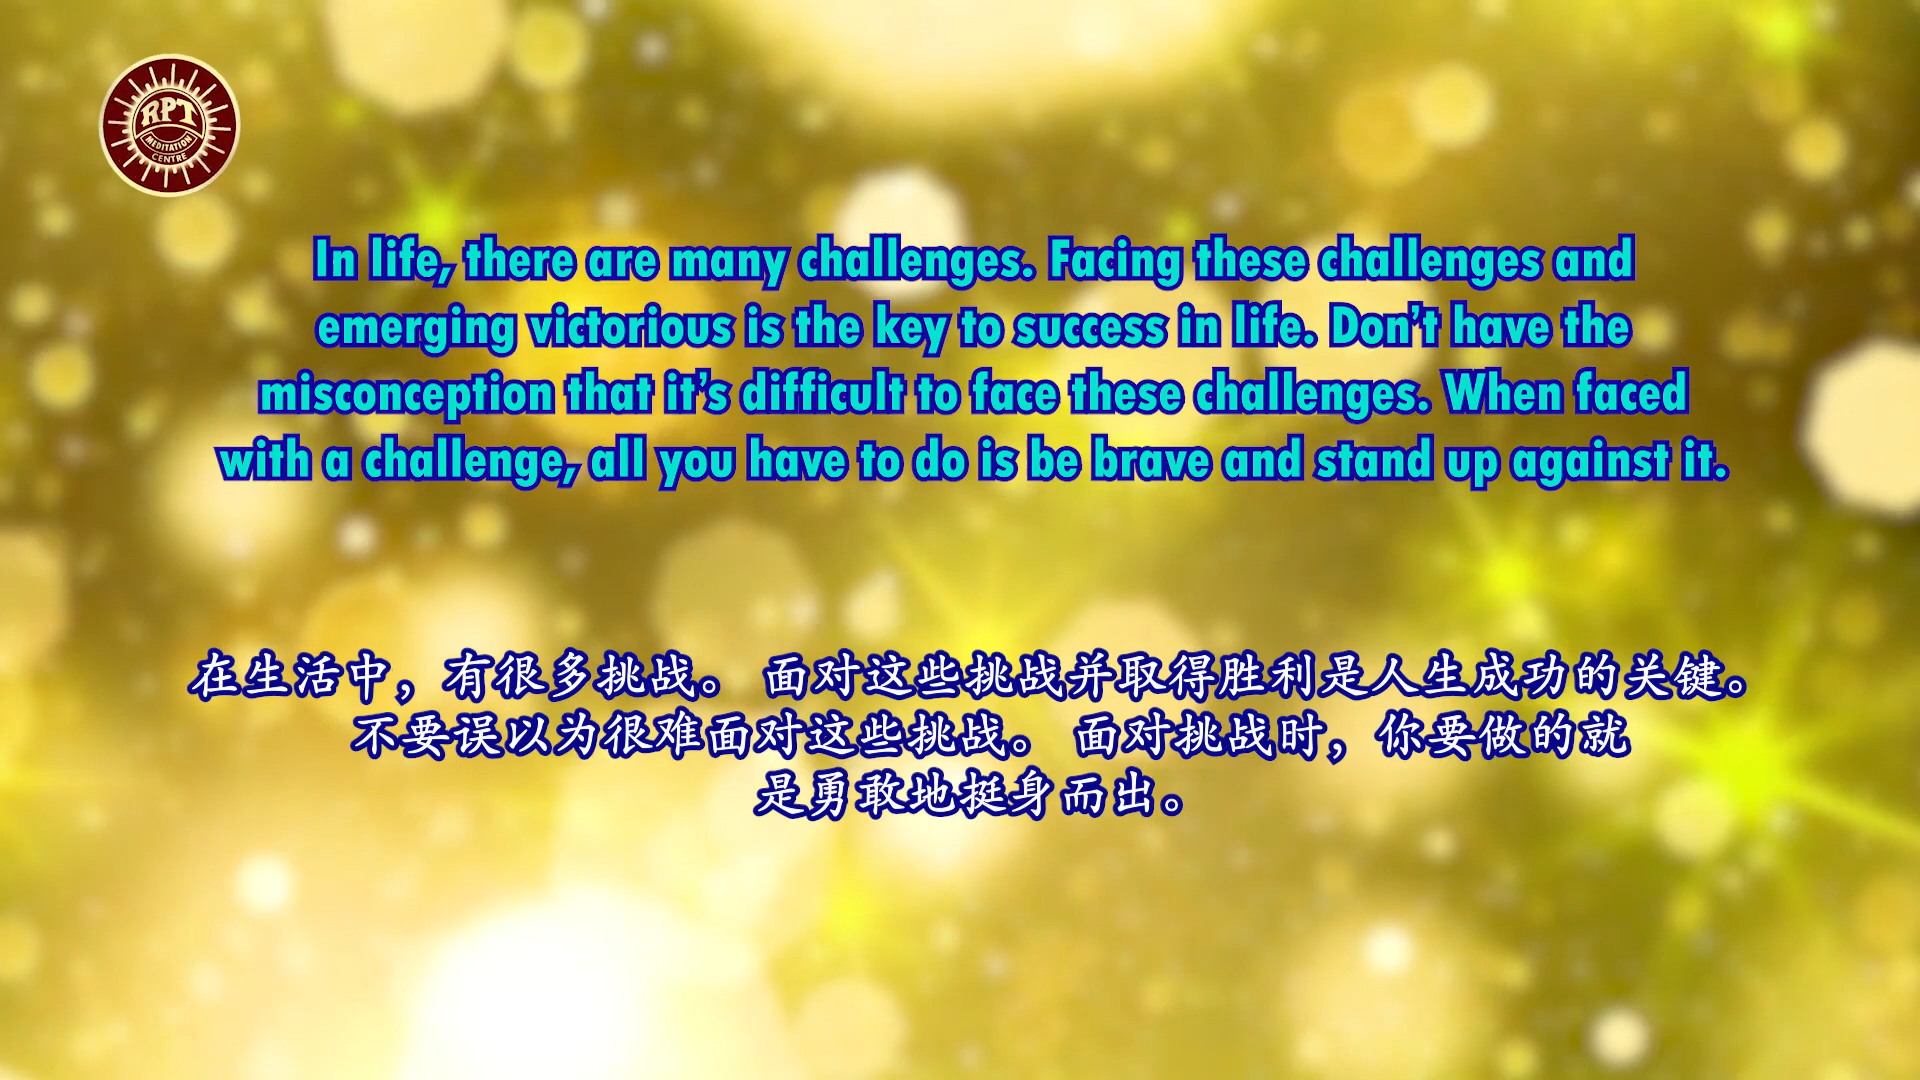 RPT
MEDITATION
CENTRE
In life, there are many challenges. Facing these challenges and
emerging victorious is the key to success in life. Don’t have the
misconception that it’s difficult to face these challenges. When faced
with a challenge, all you have to do is be brave and stand up against it.
在生活中，有很多挑战。 面对这些挑战并取得胜利是人生成功的关键。
不要误以为很难面对这些挑战。 面对挑战时，你要做的就
是勇敢地挺身而出。